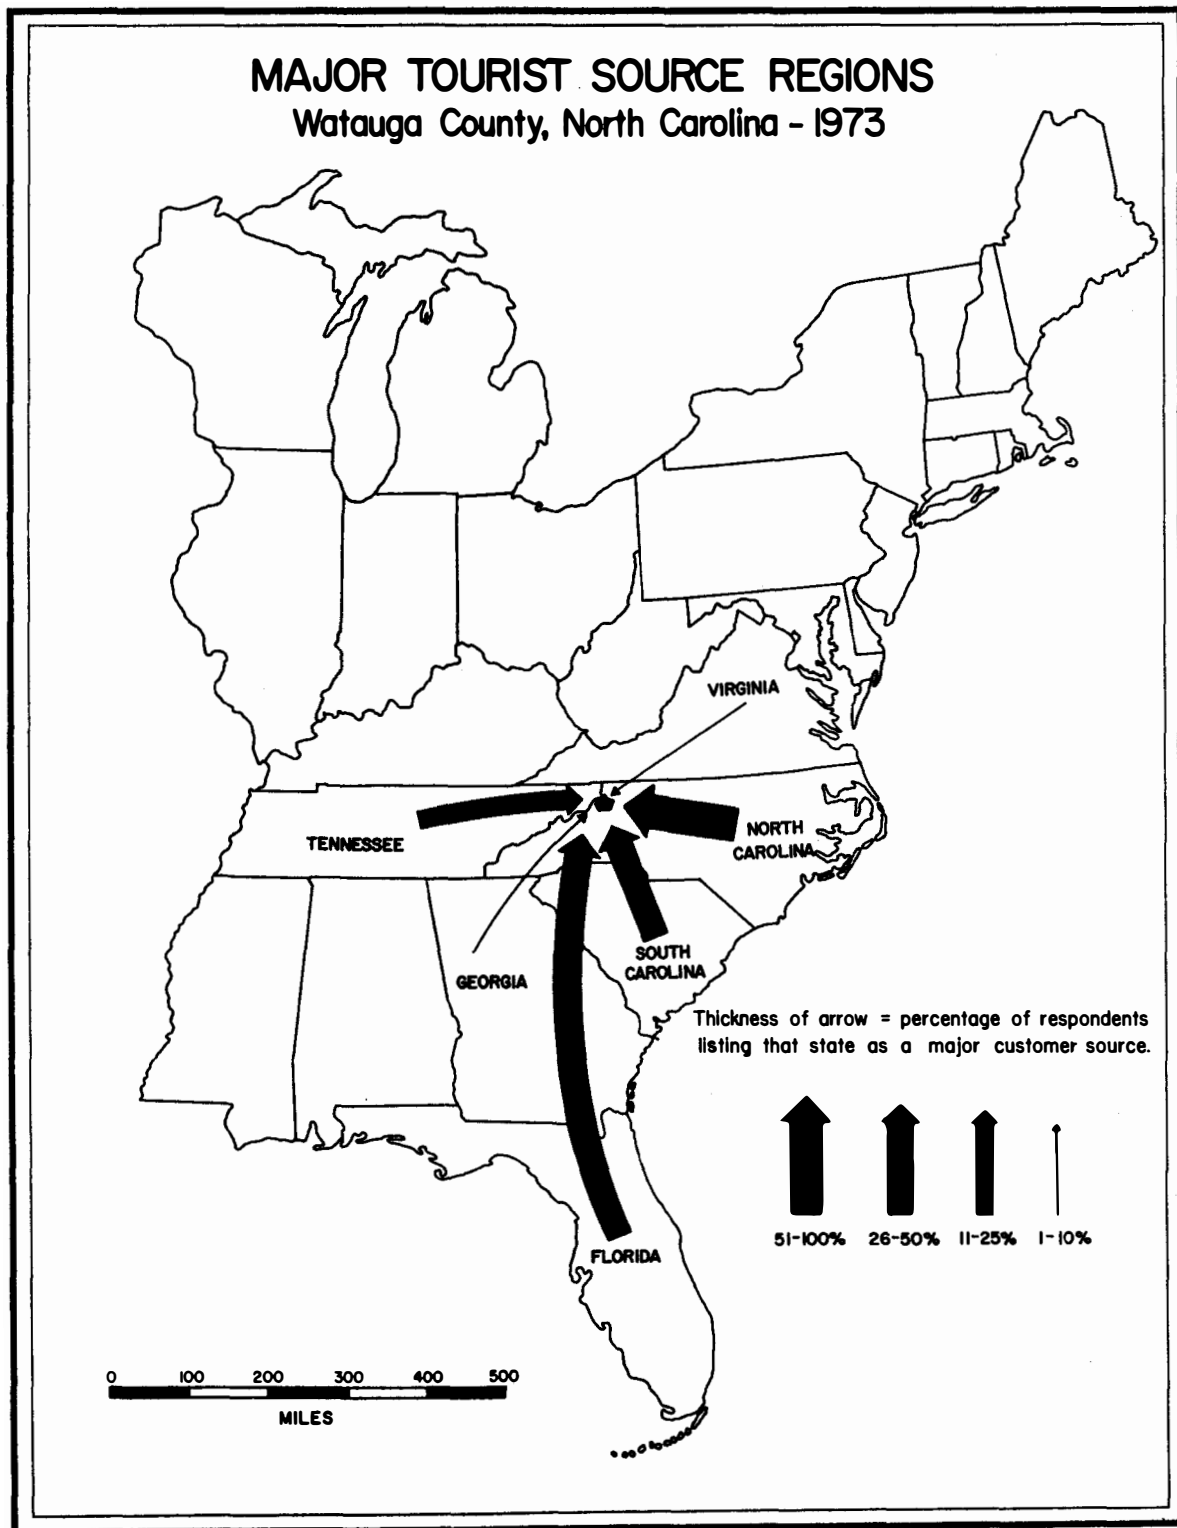 MAJOR TOURIST SOURCE REGIONS
Watauga County, North Carolina - 1973
VIRGINIA
TENNESSEE
NORTH
CAROLINA
SOUTH
CAROLINA
GEORGIA
Thickness of arrow = percentage of respondents
listing that state as a major customer source.
51-100% 26-50% 11-25% 1-10%
FLORIDA
0 100 200 300 400 500
MILES